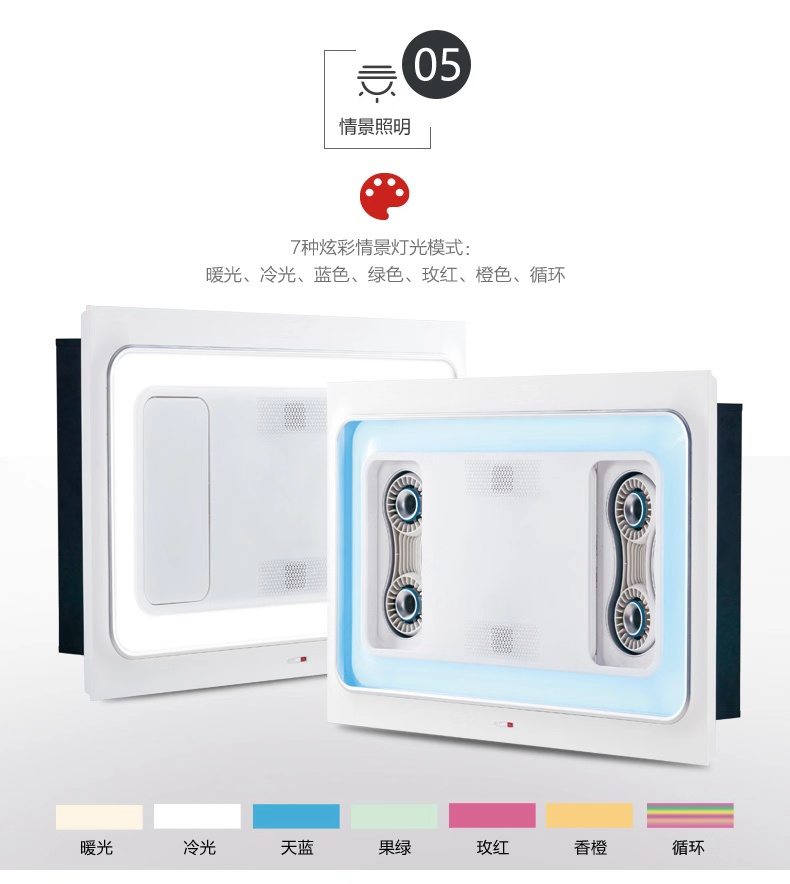 05
情景照明
7种炫彩情景灯光模式：
暖光、冷光、蓝色、绿色、玫红、橙色、循环
暖光 冷光 天蓝 果绿 玫红 香橙 循环